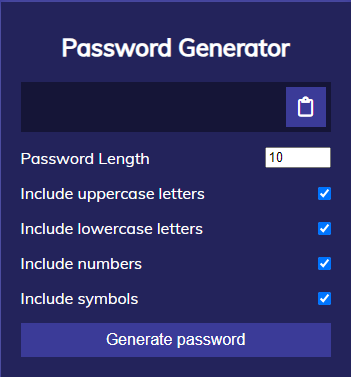 Password Generator
Password Length 10
Include uppercase letters
Include lowercase letters
Include numbers
Include symbols
Generate password